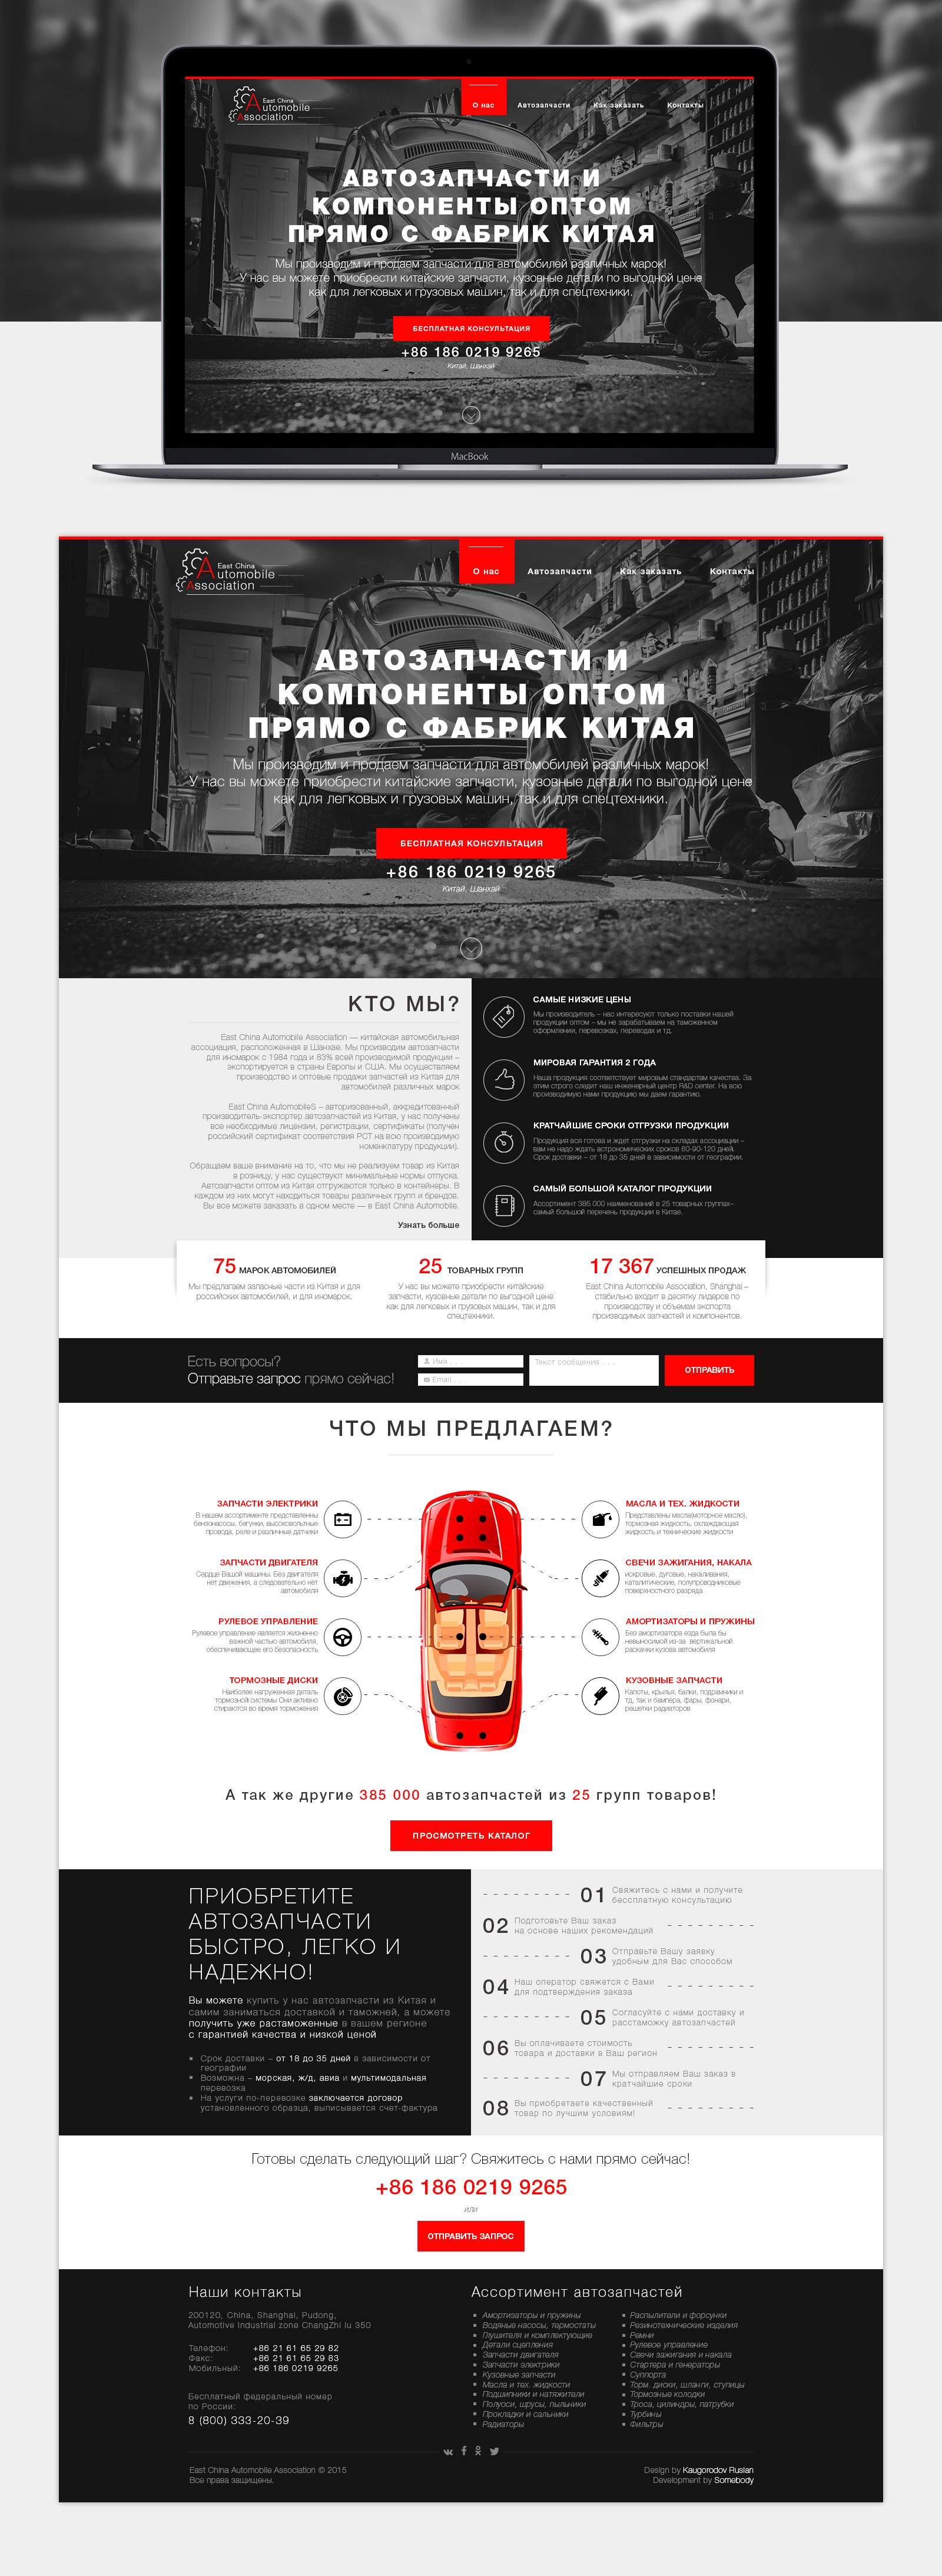 East China
Automobile
Association
О нас
Автозапчасти
Как заказать
Контакты
АВТОЗАПЧАСТИ И
КОМПОНЕНТЫ ОПТОМ
ПРЯМО С ФАБРИК КИТАЯ
Мы производим и продаем запчасти для автомобилей различных марок!
У нас вы можете приобрести китайские запчасти, кузовные детали по выгодной цене
как для легковых и грузовых машин, так и для спецтехники.
БЕСПЛАТНАЯ КОНСУЛЬТАЦИЯ
+86 186 0219 9265
Китай, Шанхай
MacBook
East China
Automobile
Association
О нас
Автозапчасти
Как заказать
Контакты
АВТОЗАПЧАСТИ И
КОМПОНЕНТЫ ОПТОМ
ПРЯМО С ФАБРИК КИТАЯ
Мы производим и продаем запчасти для автомобилей различных марок!
У нас вы можете приобрести китайские запчасти, кузовные детали по выгодной цене
как для легковых и грузовых машин, так и для спецтехники.
БЕСПЛАТНАЯ КОНСУЛЬТАЦИЯ
+86 186 0219 9265
Китай, Шанхай
КТО МЫ?
East China Automobile Association — китайская автомобильная
ассоциация, расположенная в Шанхае. Мы производим автозапчасти
для иномарок с 1984 года и 83% всей производимой продукции –
экспортируется в страны Европы и США. Мы осуществляем
производство и оптовые продажи запчастей из Китая для
автомобилей различных марок
East China AutomobileS – авторизованный, аккредитованный
производитель-экспортер автозапчастей из Китая, у нас получены
все необходимые лицензии, регистрации, сертификаты (получен
российский сертификат соответствия РСТ на всю производимую
номенклатуру продукции).
Обращаем ваше внимание на то, что мы не реализуем товар из Китая
в розницу, у нас существуют минимальные нормы отпуска.
Автозапчасти оптом из Китая отгружаются только в контейнеры. В
каждом из них могут находиться товары различных групп и брендов.
Вы все можете заказать в одном месте — в East China Automobile.
Узнать больше
САМЫЕ НИЗКИЕ ЦЕНЫ
Мы производитель – нас интересуют только поставки нашей
продукции оптом – мы не зарабатываем на таможенном
оформлении, перевозках, переводах и тд.
МИРОВАЯ ГАРАНТИЯ 2 ГОДА
Наша продукция соответствует мировым стандартам качества. За
этим строго следит наш инженерный центр R&D center. На всю
производимую нами продукцию мы даем гарантию.
КРАТЧАЙШИЕ СРОКИ ОТГРУЗКИ ПРОДУКЦИИ
Продукция вся готова и ждет отгрузки на складах ассоциации –
вам не надо ждать астрономических сроков 60-90-120 дней.
Срок доставки – от 18 до 35 дней в зависимости от географии.
САМЫЙ БОЛЬШОЙ КАТАЛОГ ПРОДУКЦИИ
Ассортимент 385 000 наименований в 25 товарных группах–
самый большой перечень продукции в Китае.
75 МАРОК АВТОМОБИЛЕЙ
Мы предлагаем запасные части из Китая и для
российских автомобилей, и для иномарок.
25 ТОВАРНЫХ ГРУПП
У нас вы можете приобрести китайские
запчасти, кузовные детали по выгодной цене
как для легковых и грузовых машин, так и для
спецтехники.
17 367 УСПЕШНЫХ ПРОДАЖ
East China Automobile Association, Shanghai –
стабильно входит в десятку лидеров по
производству и объемам экспорта
производимых запчастей и компонентов.
Есть вопросы?
Отправьте запрос прямо сейчас!
Имя . . .
Email . . .
Текст сообщения . . .
ОТПРАВИТЬ
ЧТО МЫ ПРЕДЛАГАЕМ?
ЗАПЧАСТИ ЭЛЕКТРИКИ
В нашем ассортименте представленны
бензонасосы, бегунки, высоковольтные
провода, реле и различные датчики
ЗАПЧАСТИ ДВИГАТЕЛЯ
Сердце Вашой машины. Без двигателя
нет движения, а следовательно нет
автомобиля
РУЛЕВОЕ УПРАВЛЕНИЕ
Рулевое управление является жизненно
важной частью автомобиля,
обеспечивающее его безопасность
ТОРМОЗНЫЕ ДИСКИ
Наиболее нагруженная деталь
тормозной системы Они активно
стираются во время торможения
МАСЛА И ТЕХ. ЖИДКОСТИ
Представлены масла(моторное масло),
тормозная жидкость, охлаждающая
жидкость и технические жидкости
СВЕЧИ ЗАЖИГАНИЯ, НАКАЛА
искровые, дуговые, накаливания,
каталитические, полупроводниковые
поверхностного разряда
АМОРТИЗАТОРЫ И ПРУЖИНЫ
Без амортизатора езда была бы
невыносимой из-за вертикальной
раскачки кузова автомобиля
КУЗОВНЫЕ ЗАПЧАСТИ
Капоты, крылья, балки, подрамники и
тд, так и бампера, фары, фонари,
решетки радиаторов
А так же другие 385 000 автозапчастей из 25 групп товаров!
ПРОСМОТРЕТЬ КАТАЛОГ
ПРИОБРЕТИТЕ
АВТОЗАПЧАСТИ
БЫСТРО, ЛЕГКО И
НАДЕЖНО!
Вы можете купить у нас автозапчасти из Китая и
самим заниматься доставкой и таможней, а можете
получить уже растаможенные в вашем регионе
с гарантией качества и низкой ценой
Срок доставки – от 18 до 35 дней в зависимости от
географии
Возможна – морская, ж/д, авиа и мультимодальная
перевозка
На услуги по-перевозке заключается договор
установленного образца, выписывается счет-фактура
01 Свяжитесь с нами и получите
бессплатную консультацию
02 Подготовьте Ваш заказ
на основе наших рекомендаций
03 Отправьте Вашу заявку
удобным для Вас способом
04 Наш оператор свяжется с Вами
для подтверждения заказа
05 Согласуйте с нами доставку и
расстаможку автозапчастей
06 Вы оплачиваете стоимость
товара и доставки в Ваш регион
07 Мы отправляем Ваш заказ в
кратчайшие сроки
08 Вы приобретаете качественный
товар по лучшим условиям!
Готовы сделать следующий шаг? Свяжитесь с нами прямо сейчас!
+86 186 0219 9265
или
ОТПРАВИТЬ ЗАПРОС
Наши контакты
200120, China, Shanghai, Pudong,
Automotive industrial zone ChangZhi lu 350
Телефон: +86 21 61 65 29 82
Факс: +86 21 61 65 29 83
Мобильный: +86 186 0219 9265
Бесплатный федеральный номер
по России:
8 (800) 333-20-39
Ассортимент автозапчастей
Амортизаторы и пружины
Водяные насосы, термостаты
Глушителя и комплектующие
Детали сцепления
Запчасти двигателя
Запчасти электрики
Кузовные запчасти
Масла и тех. жидкости
Подшипники и натяжители
Полуоси, шрусы, пыльники
Прокладки и сальники
Радиаторы
Распылители и форсунки
Резинотехнические изделия
Ремни
Рулевое управление
Свечи зажигания и накала
Стартера и генераторы
Суппорта
Торм. диски, шланги, ступицы
Тормозные колодки
Троса, цилиндры, патрубки
Турбины
Фильтры
East China Automobile Association © 2015
Все права защищены.
Design by Kaugorodov Ruslan
Development by Somebody